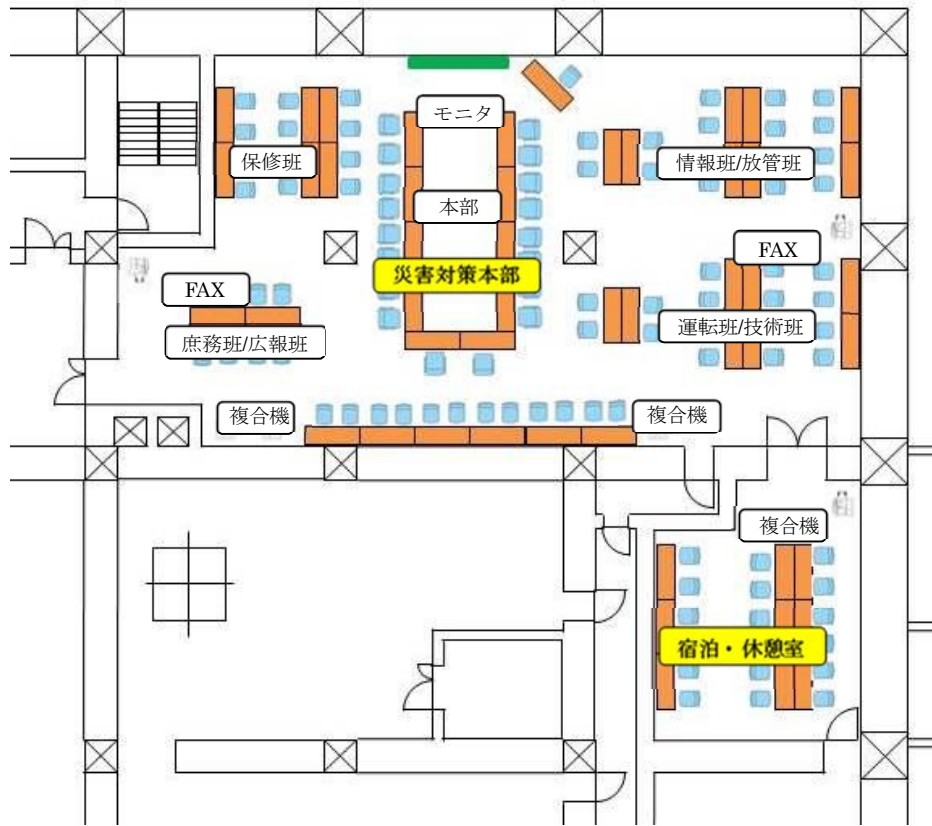 モニタ
保修班
情報班/放管班
本部
FAX
災害対策本部
FAX
運転班/技術班
庶務班/広報班
複合機
複合機
複合機
宿泊・休憩室